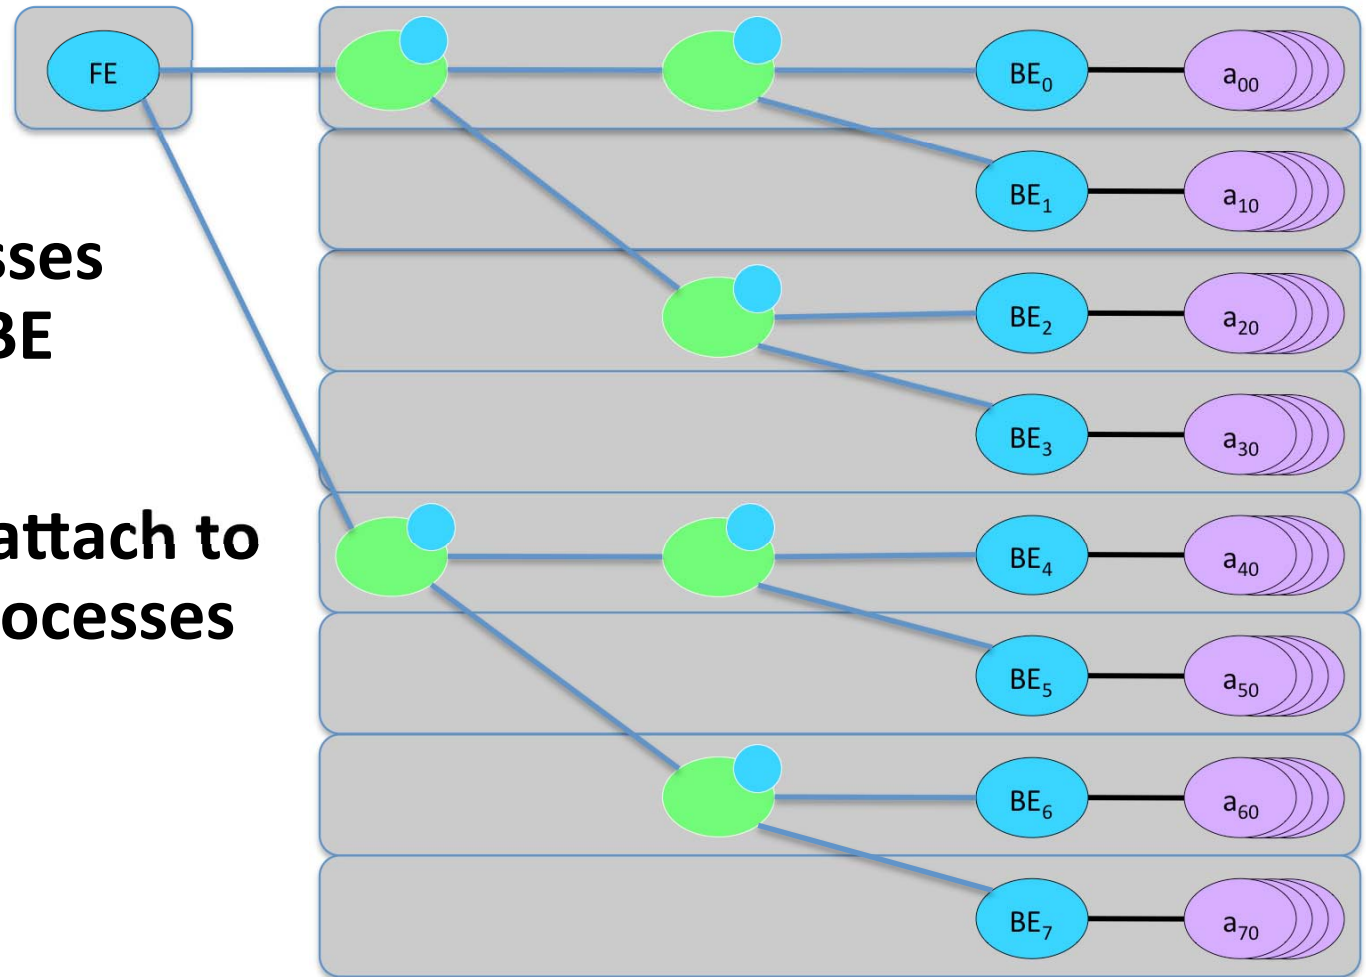 FE
BE₀ a₀₀
BE₁ a₁₀
sses
BE
BE₂ a₂₀
BE₃ a₃₀
attach to
ocesses
BE₄ a₄₀
BE₅ a₅₀
BE₆ a₆₀
BE₇ a₇₀